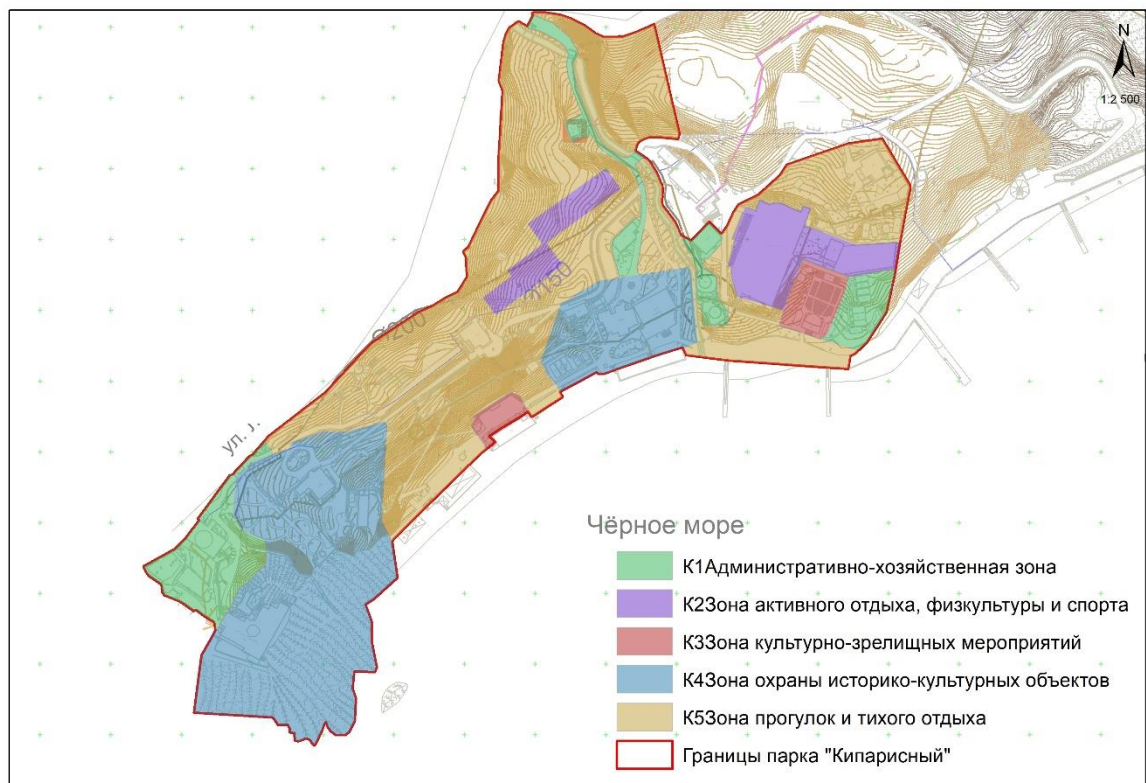 N
1:2 500
Чёрное море
К1Административно-хозяйственная зона
К2Зона активного отдыха, физкультуры и спорта
К3Зона культурно-зрелищных мероприятий
К4Зона охраны историко-культурных объектов
К5Зона прогулок и тихого отдыха
Границы парка "Кипарисный"